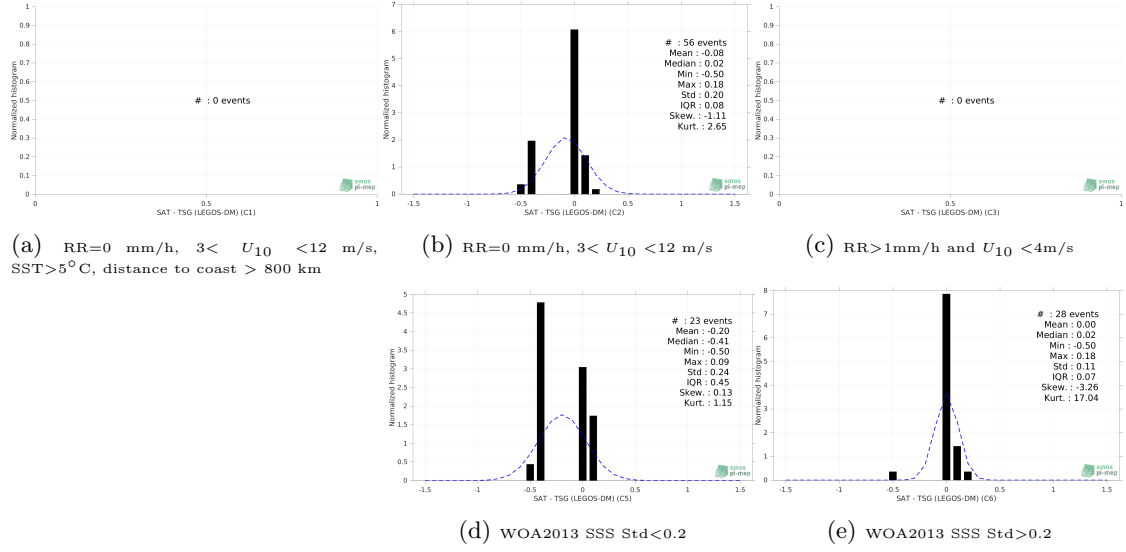 1
0.9
0.8
0.7
0.6
0.5
0.4
0.3
0.2
0.1
0
Normalized histogram
# : 0 events
0 0.5 1
SAT - TSG (LEGOS-DM) (C1)
smos
pi-mep
(a) RR=0 mm/h, 3< U10 <12 m/s,
SST>5°C, distance to coast > 800 km
7
6
5
4
3
2
1
0
Normalized histogram
# : 56 events
Mean : -0.08
Median : 0.02
Min : -0.50
Max : 0.18
Std : 0.20
IQR : 0.08
Skew. : -1.11
Kurt. : 2.65
-1.5 -1 -0.5 0 0.5 1 1.5
SAT - TSG (LEGOS-DM) (C2)
smos
pi-mep
(b) RR=0 mm/h, 3< U10 <12 m/s
1
0.9
0.8
0.7
0.6
0.5
0.4
0.3
0.2
0.1
0
Normalized histogram
# : 0 events
0 0.5 1
SAT - TSG (LEGOS-DM) (C3)
smos
pi-mep
(c) RR>1mm/h and U10 <4m/s
5
4.5
4
3.5
3
2.5
2
1.5
1
0.5
0
Normalized histogram
# : 23 events
Mean : -0.20
Median : -0.41
Min : -0.50
Max : 0.09
Std : 0.24
IQR : 0.45
Skew. : 0.13
Kurt. : 1.15
-1.5 -1 -0.5 0 0.5 1 1.5
SAT - TSG (LEGOS-DM) (C5)
smos
pi-mep
(d) WOA2013 SSS Std<0.2
8
7
6
5
4
3
2
1
0
Normalized histogram
# : 28 events
Mean : 0.00
Median : 0.02
Min : -0.50
Max : 0.18
Std : 0.11
IQR : 0.07
Skew. : -3.26
Kurt. : 17.04
-1.5 -1 -0.5 0 0.5 1 1.5
SAT - TSG (LEGOS-DM) (C6)
smos
pi-mep
(e) WOA2013 SSS Std>0.2